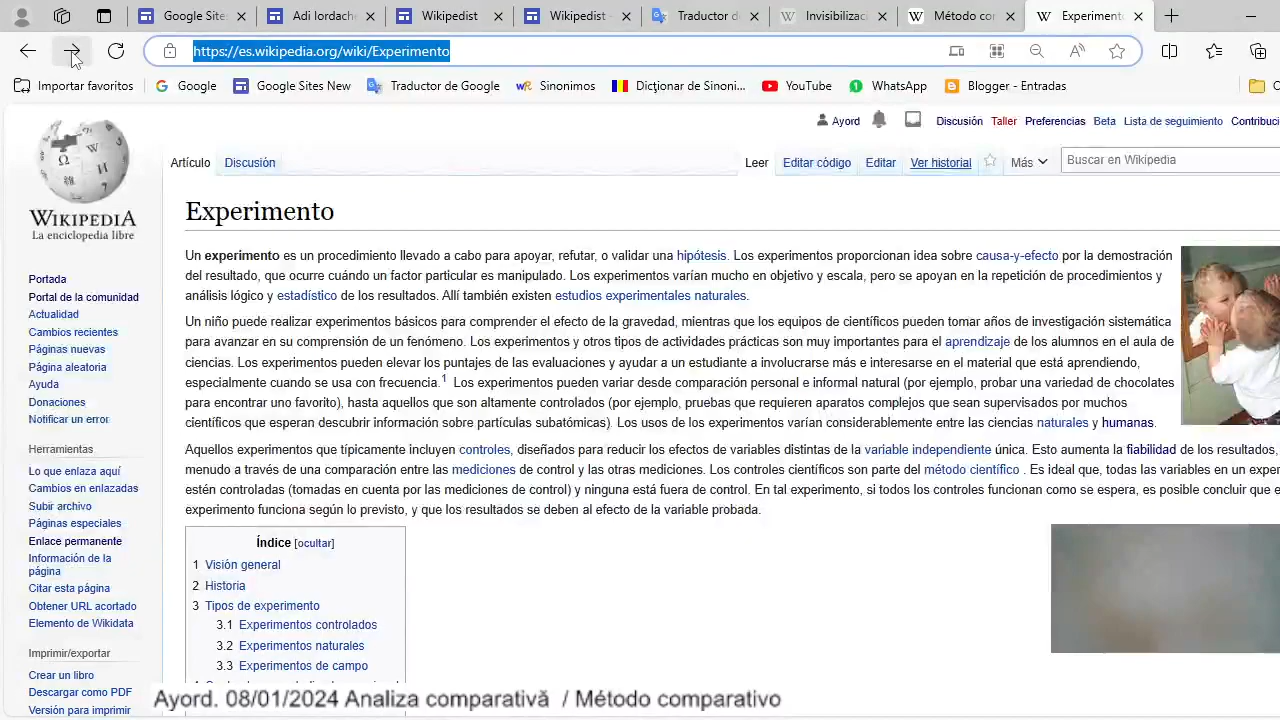 Google Site
Adi Iordache
Wikipedist
Wikipedist -
Traductor d
Invisibiliza
Método co
Experiment
https://es.wikipedia.org/wiki/Experimento
Importar favoritos
Google
Google Sites New
Traductor de Google
Sinonimos
Dicţionar de Sinoni...
YouTube
WhatsApp
Blogger - Entradas
Ayord
Discusión
Taller
Preferencias
Beta
Lista de seguimiento
Contribuci
WIKIPEDIA
La enciclopedia libre
Artículo
Discusión
Leer
Editar código
Editar
Ver historial
Más
Buscar en Wikipedia
Experimento
Un experimento es un procedimiento llevado a cabo para apoyar, refutar, o validar una hipótesis. Los experimentos proporcionan idea sobre causa-y-efecto por la demostración
del resultado, que ocurre cuándo un factor particular es manipulado. Los experimentos varían mucho en objetivo y escala, pero se apoyan en la repetición de procedimientos y
análisis lógico y estadístico de los resultados. Allí también existen estudios experimentales naturales.
Un niño puede realizar experimentos básicos para comprender el efecto de la gravedad, mientras que los equipos de científicos pueden tomar años de investigación sistemática
para avanzar en su comprensión de un fenómeno. Los experimentos y otros tipos de actividades prácticas son muy importantes para el aprendizaje de los alumnos en el aula de
ciencias. Los experimentos pueden elevar los puntajes de las evaluaciones y ayudar a un estudiante a involucrarse más e interesarse en el material que está aprendiendo,
especialmente cuando se usa con frecuencia.1 Los experimentos pueden variar desde comparación personal e informal natural (por ejemplo, probar una variedad de chocolates
para encontrar uno favorito), hasta aquellos que son altamente controlados (por ejemplo, pruebas que requieren aparatos complejos que sean supervisados por muchos
científicos que esperan descubrir información sobre partículas subatómicas). Los usos de los experimentos varían considerablemente entre las ciencias naturales y humanas.
Aquellos experimentos que típicamente incluyen controles, diseñados para reducir los efectos de variables distintas de la variable independiente única. Esto aumenta la fiabilidad de los resultados,
menudo a través de una comparación entre las mediciones de control y las otras mediciones. Los controles científicos son parte del método científico . Es ideal que, todas las variables en un exper
estén controladas (tomadas en cuenta por las mediciones de control) y ninguna está fuera de control. En tal experimento, si todos los controles funcionan como se espera, es posible concluir que e
experimento funciona según lo previsto, y que los resultados se deben al efecto de la variable probada.
Índice [ocultar]
1 Visión general
2 Historia
3 Tipos de experimento
3.1 Experimentos controlados
3.2 Experimentos naturales
3.3 Experimentos de campo
Portada
Portal de la comunidad
Actualidad
Cambios recientes
Páginas nuevas
Página aleatoria
Ayuda
Donaciones
Notificar un error
Herramientas
Lo que enlaza aquí
Cambios en enlazadas
Subir archivo
Páginas especiales
Enlace permanente
Información de la
página
Citar esta página
Obtener URL acortado
Elemento de Wikidata
Imprimir/exportar
Crear un libro
Descargar como PDF
Versión para imprimir
Ayord. 08/01/2024 Analiza comparativă / Método comparativo